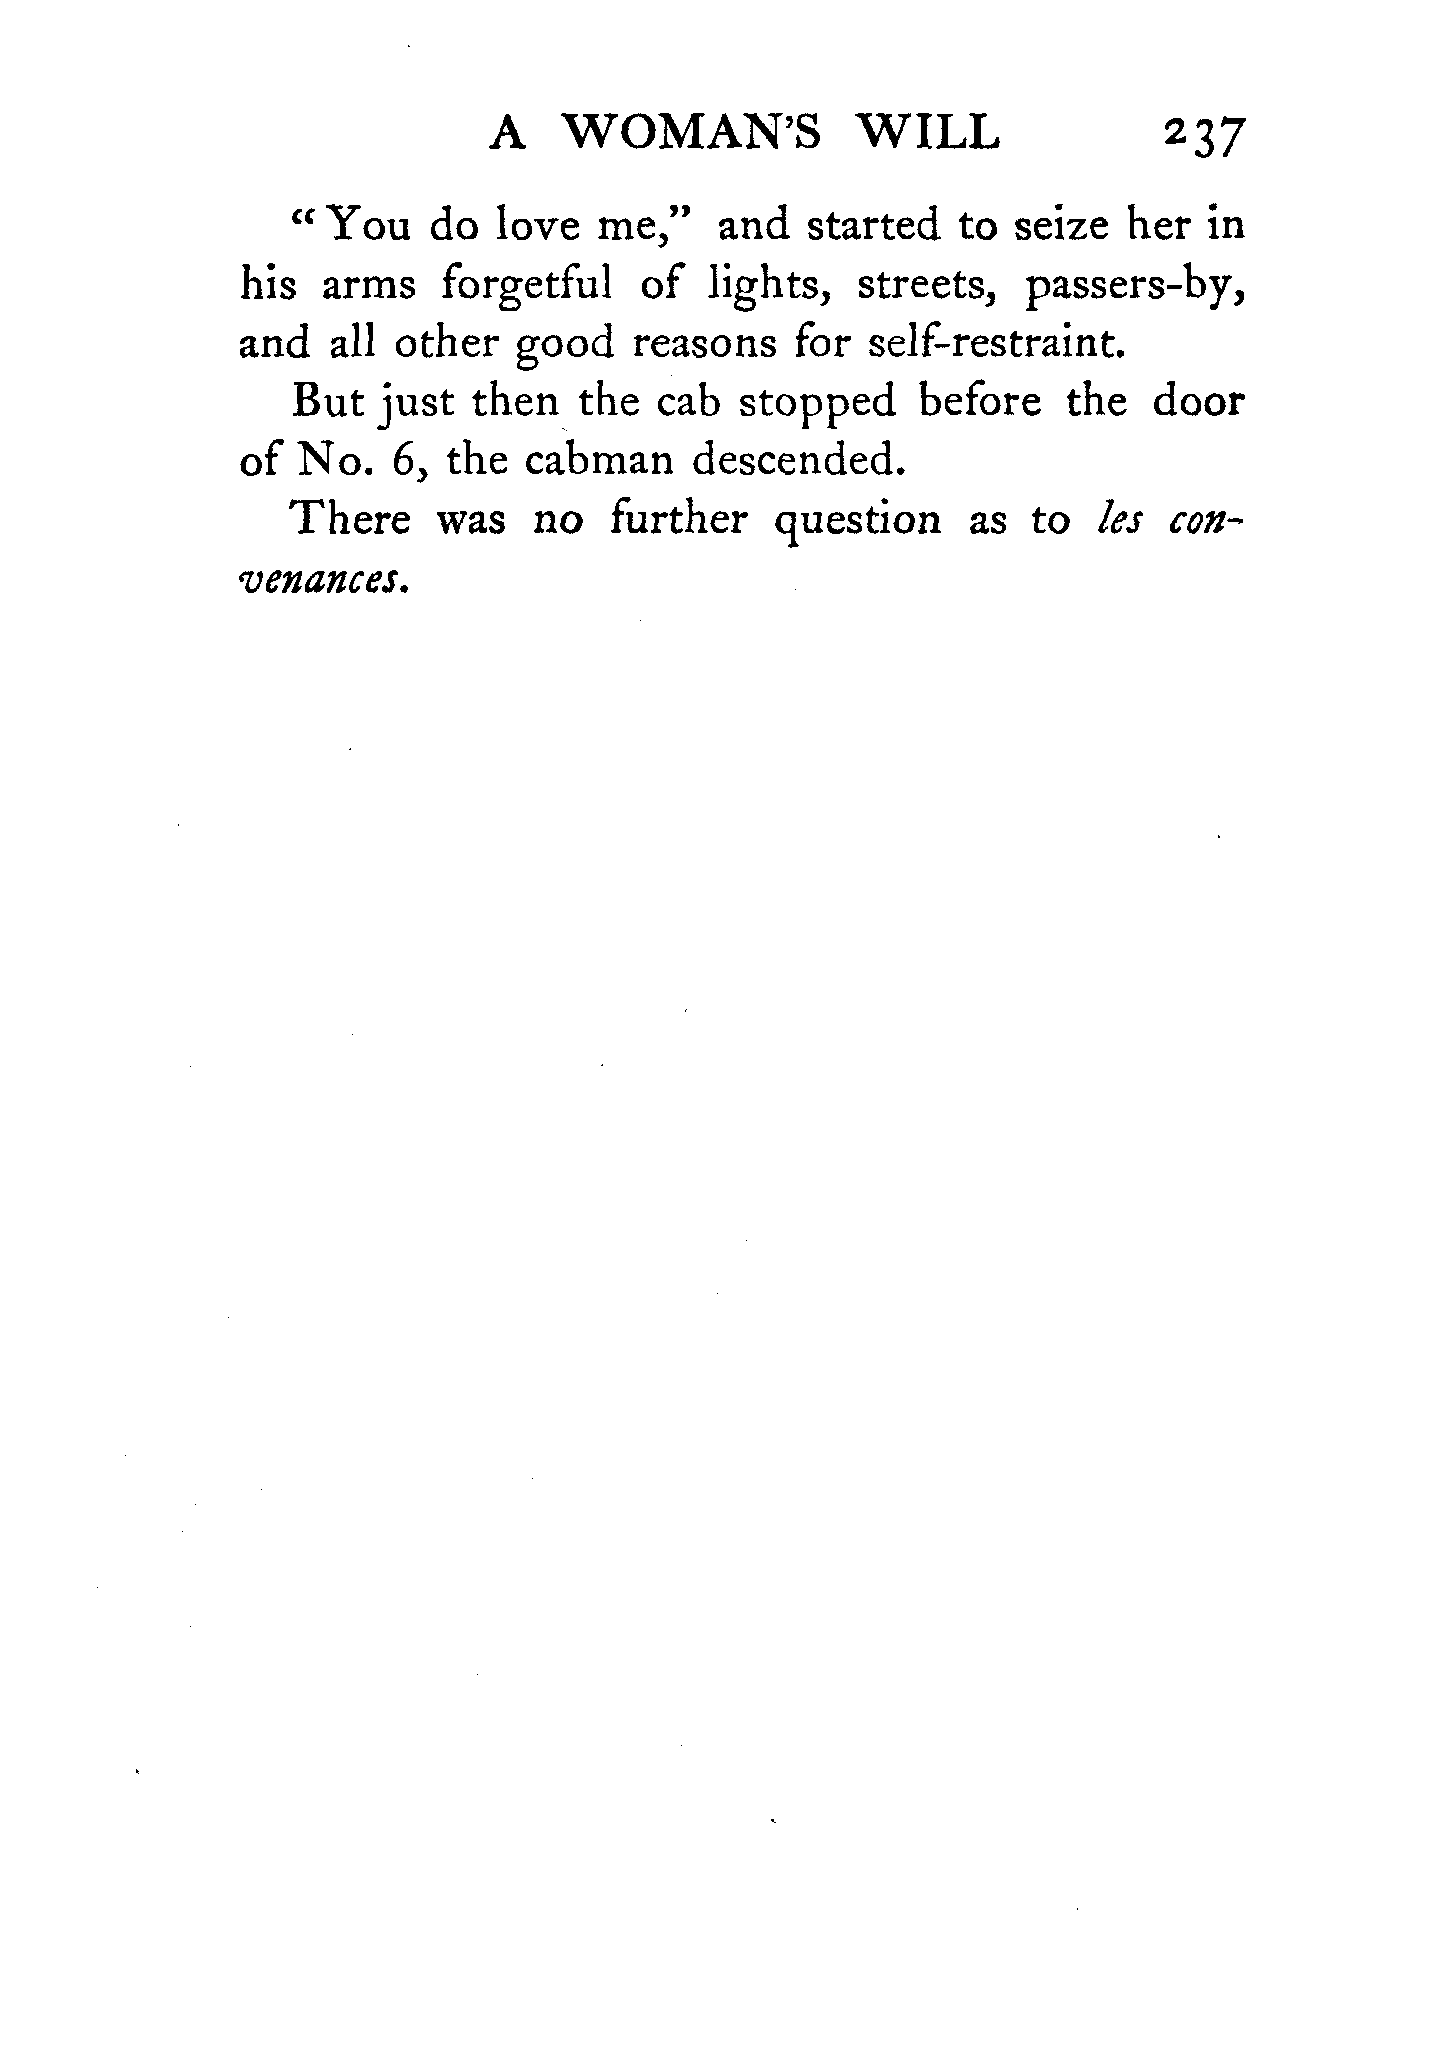 A WOMAN'S WILL 237
“You do love me,” and started to seize her in
his arms forgetful of lights, streets, passers-by,
and all other good reasons for self-restraint.
But just then the cab stopped before the door
of No. 6, the cabman descended.
There was no further question as to les con-
venances.